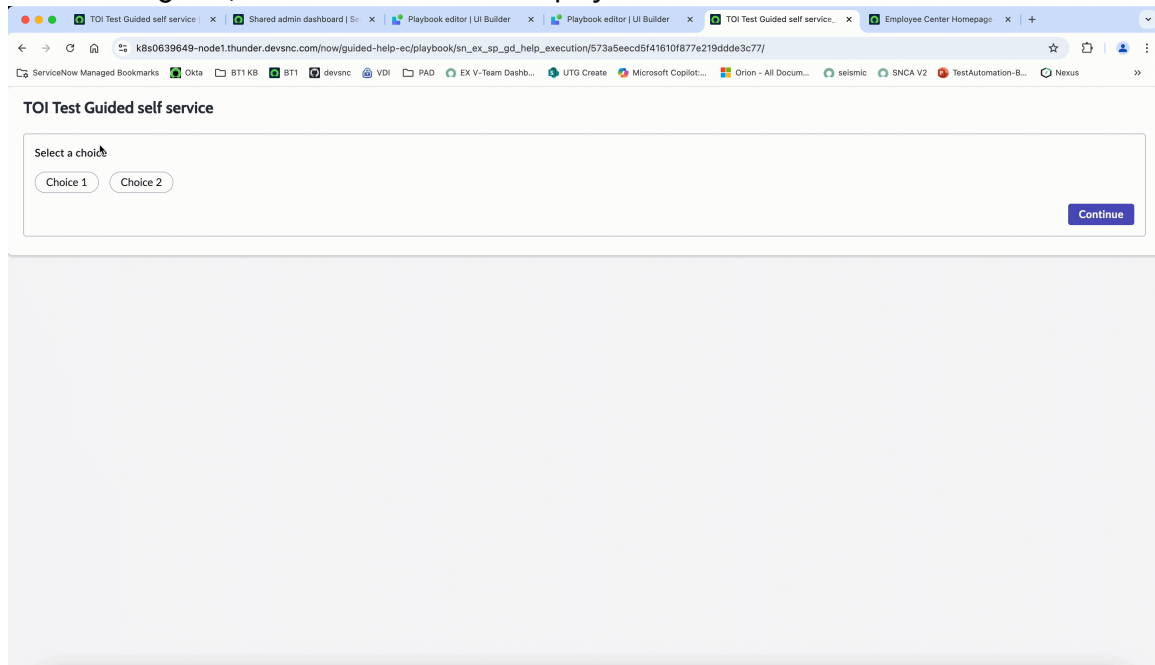 TOI Test Guided self service |
Shared admin dashboard | Se
Playbook editor | UI Builder
Playbook editor | UI Builder
TOI Test Guided self service_
Employee Center Homepage
k8s0639649-node1.thunder.devsnc.com/now/guided-help-ec/playbook/sn_ex_sp_gd_help_execution/573a5eecd5f41610f877e219ddde3c77/
ServiceNow Managed Bookmarks Okta BT1 KB BT1 devsnc VDI PAD EX V-Team Dashb... UTG Create Microsoft Copilot:... Orion - All Docum... seismic SNCA V2 TestAutomation-B... Nexus
TOI Test Guided self service
Select a choice
Choice 1 Choice 2
Continue